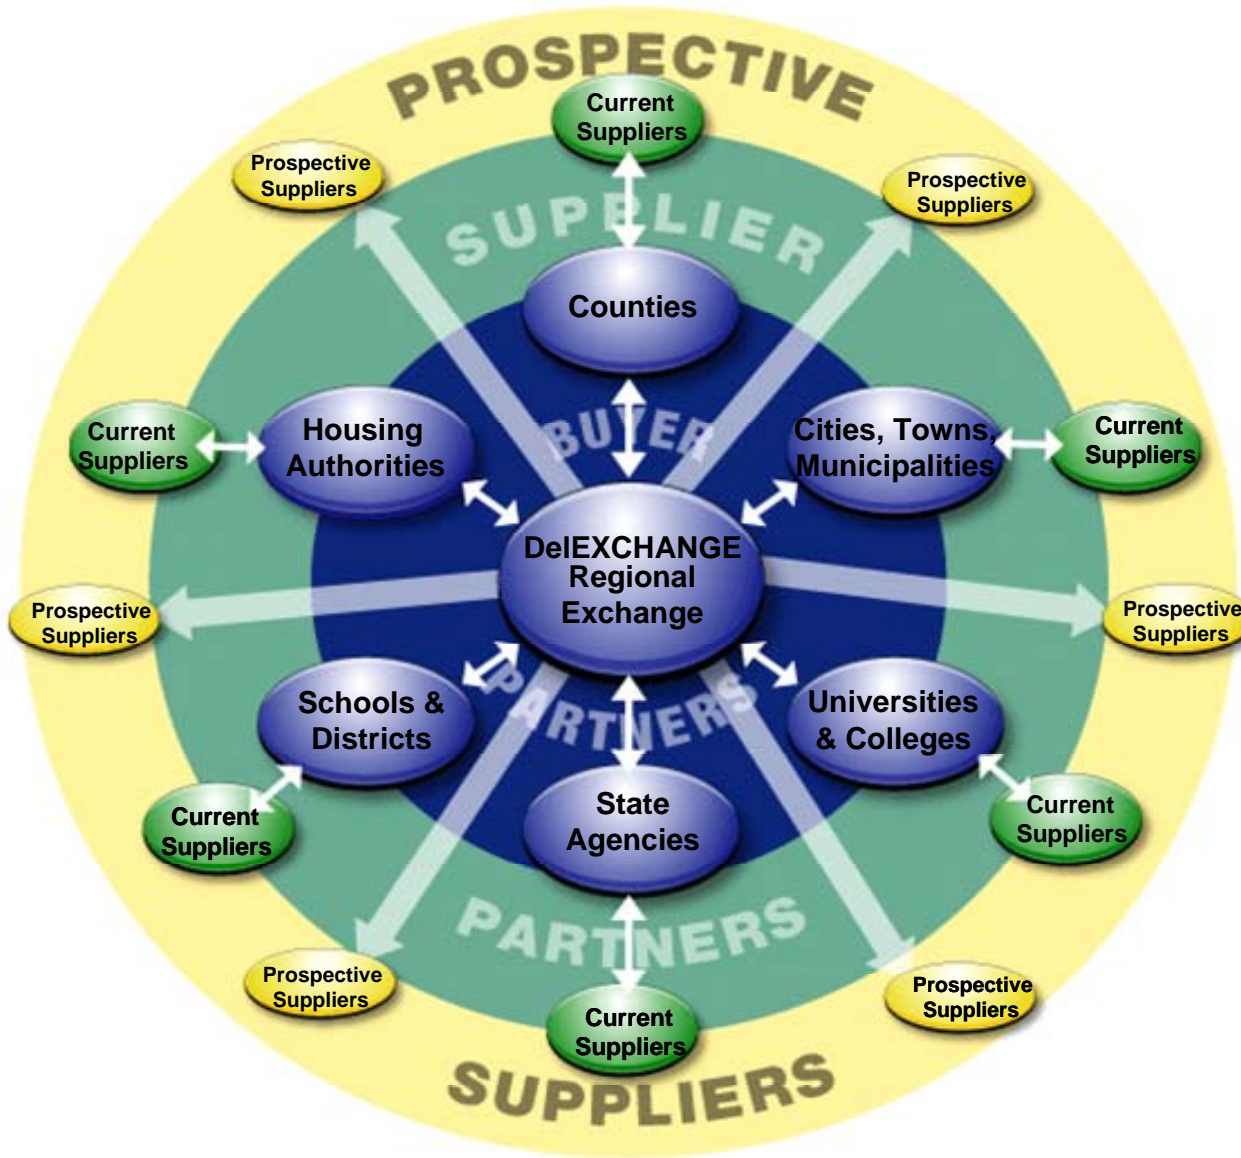 PROSPECTIVE
Current
Suppliers
Prospective
Suppliers
Prospective
Suppliers
SUPPLIER
Counties
BUYER
Housing
Authorities
Cities, Towns,
Municipalities
Current
Suppliers
Current
Suppliers
DelEXCHANGE
Regional
Exchange
Prospective
Suppliers
Prospective
Suppliers
PARTNERS
Schools &
Districts
Universities
& Colleges
State
Agencies
Current
Suppliers
Current
Suppliers
PARTNERS
Prospective
Suppliers
Prospective
Suppliers
Current
Suppliers
SUPPLIERS